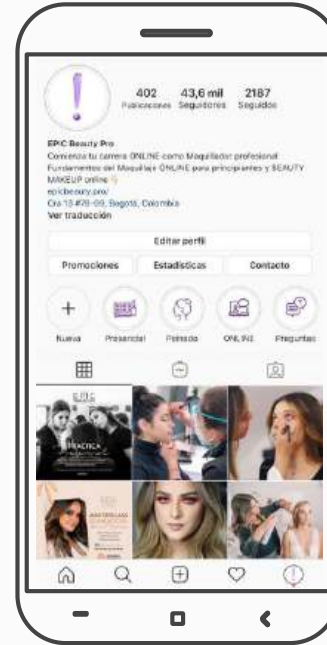 402 43,6 mil 2187
Publicaciones Seguidores Seguidos
EPIC Beauty Pro
Comienza tu carrera ONLINE como Maquillador profesional
Fundamentos del Maquillaje ONLINE para principiantes y BEAUTY
MAKEUP online
epicbeauty.pro/
Cra 13 #78-09, Bogotá, Colombia
Ver traducción
Editar perfil
Promociones Estadísticas Contacto
Nueva Presencial Peinado ONLINE Preguntas
EPIC
PRACTICA
MASTERCLASS